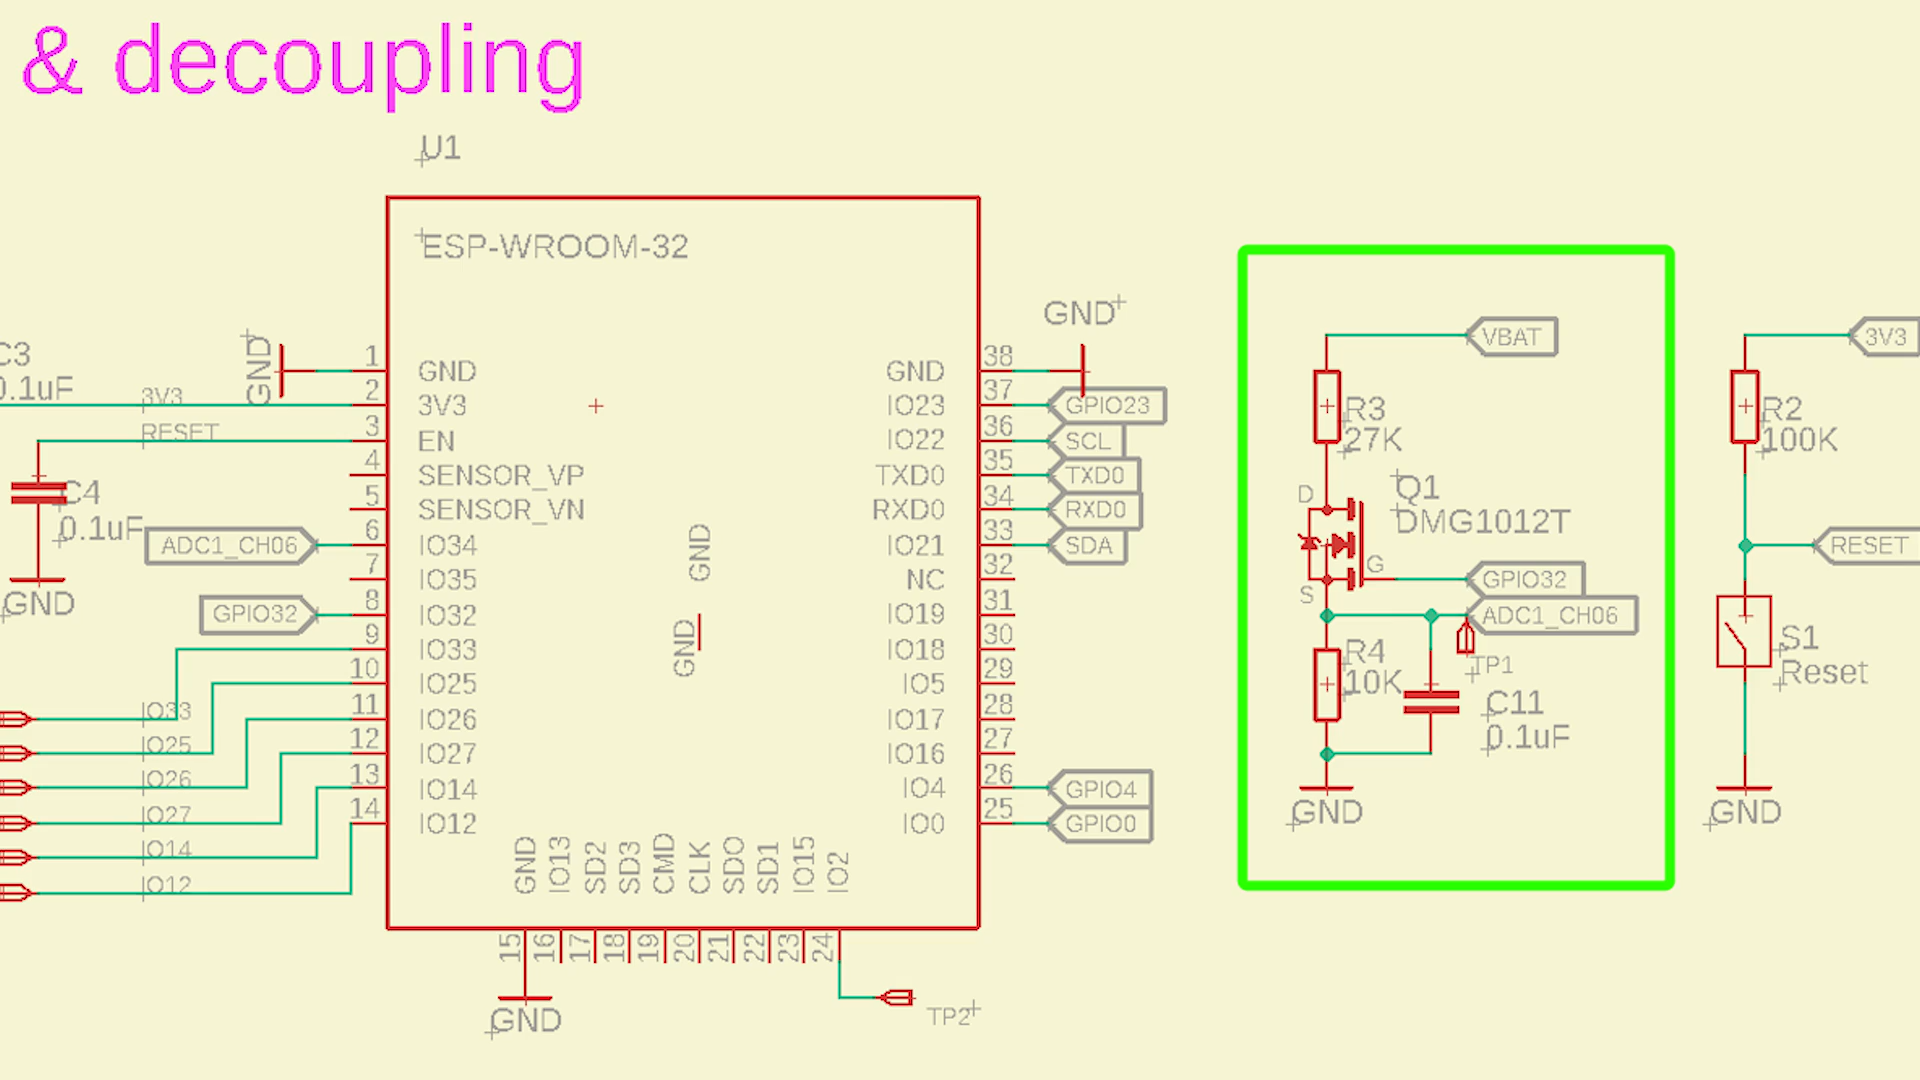 & decoupling
U1
ESP-WROOM-32
C3
0.1uF
3V3
RESET
C4
0.1uF
GND
GND
ADC1_CH06
GPIO32
IO33
IO25
IO26
IO27
IO14
IO12
1 GND
2 3V3
3 EN
4 SENSOR_VP
5 SENSOR_VN
6 IO34
7 IO35
8 IO32
9 IO33
10 IO25
11 IO26
12 IO27
13 IO14
14 IO12
GND
GND
GND IO13 SD2 SD3 CMD CLK SDO SD1 IO15 IO2
15 16 17 18 19 20 21 22 23 24
GND
TP2
GND
GND 38
IO23 37 GPIO23
IO22 36 SCL
TXD0 35 TXD0
RXD0 34 RXD0
IO21 33 SDA
NC 32
IO19 31
IO18 30
IO5 29
IO17 28
IO16 27
IO4 26 GPIO4
IO0 25 GPIO0
VBAT
R3
27K
D
Q1
DMG1012T
G
GPIO32
S
ADC1_CH06
TP1
R4
10K
C11
0.1uF
GND
3V3
R2
100K
RESET
S1
Reset
GND